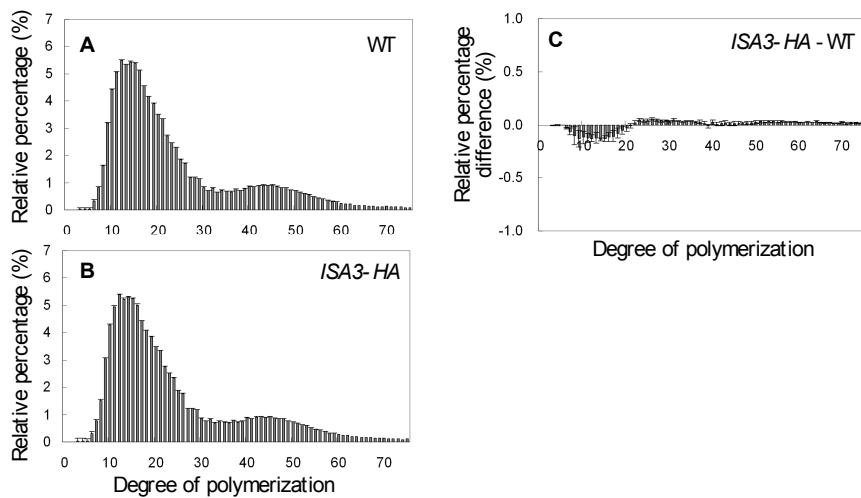 A
WT
Relative percentage (%)
7
6
5
4
3
2
1
0
0 10 20 30 40 50 60 70
B
ISA3- HA
Relative percentage (%)
7
6
5
4
3
2
1
0
0 10 20 30 40 50 60 70
Degree of polymerization
C
ISA3- HA - WT
Relative percentage
difference (%)
1.0
0.5
0.0
-0.5
-1.0
0 10 20 30 40 50 60 70
Degree of polymerization